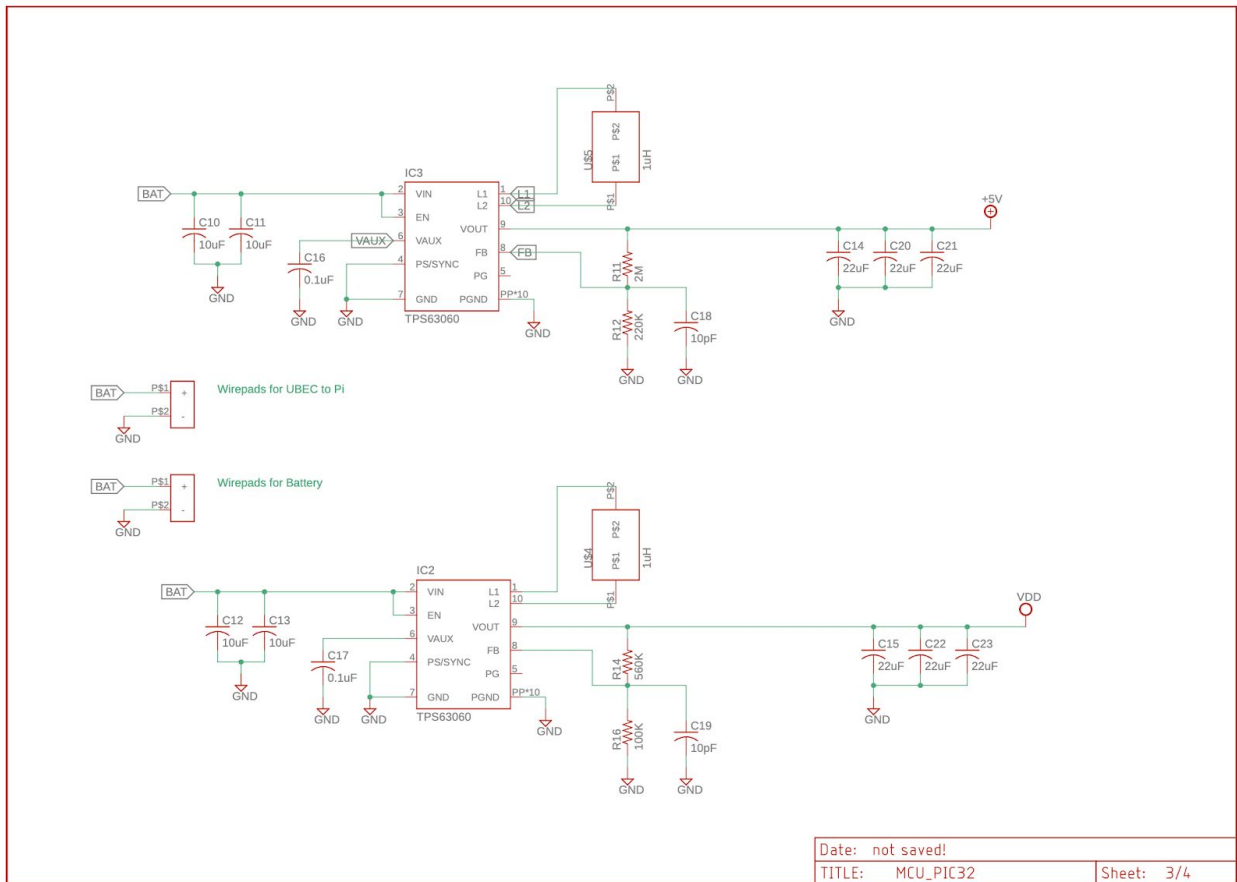 P$2
P$2
U$5
1uH
P$1
P$1
IC3
BAT
2 VIN L1 1 L1
L2 10 L2
3 EN
+5V
VOUT 9
C10 C11
10uF 10uF
VAUX 6 VAUX
FB 8 FB
C14 C20 C21
22uF 22uF 22uF
C16
0.1uF
4 PS/SYNC
PG 5
R11
2M
7 GND PGND PP*10
TPS63060
GND
GND
GND
GND
R12
220K
C18
10pF
GND
GND
GND
BAT P$1 +
P$2 -
GND
Wirepads for UBEC to Pi
BAT P$1 +
P$2 -
GND
Wirepads for Battery
P$2
P$2
U$4
1uH
P$1
P$1
IC2
BAT
2 VIN L1 1
L2 10
3 EN
VDD
VOUT 9
C12 C13
10uF 10uF
6 VAUX
FB 8
C15 C22 C23
22uF 22uF 22uF
C17
0.1uF
4 PS/SYNC
PG 5
R14
560K
7 GND PGND PP*10
TPS63060
GND
GND
GND
GND
R16
100K
C19
10pF
GND
GND
GND
Date: not saved!
TITLE: MCU_PIC32
Sheet: 3/4